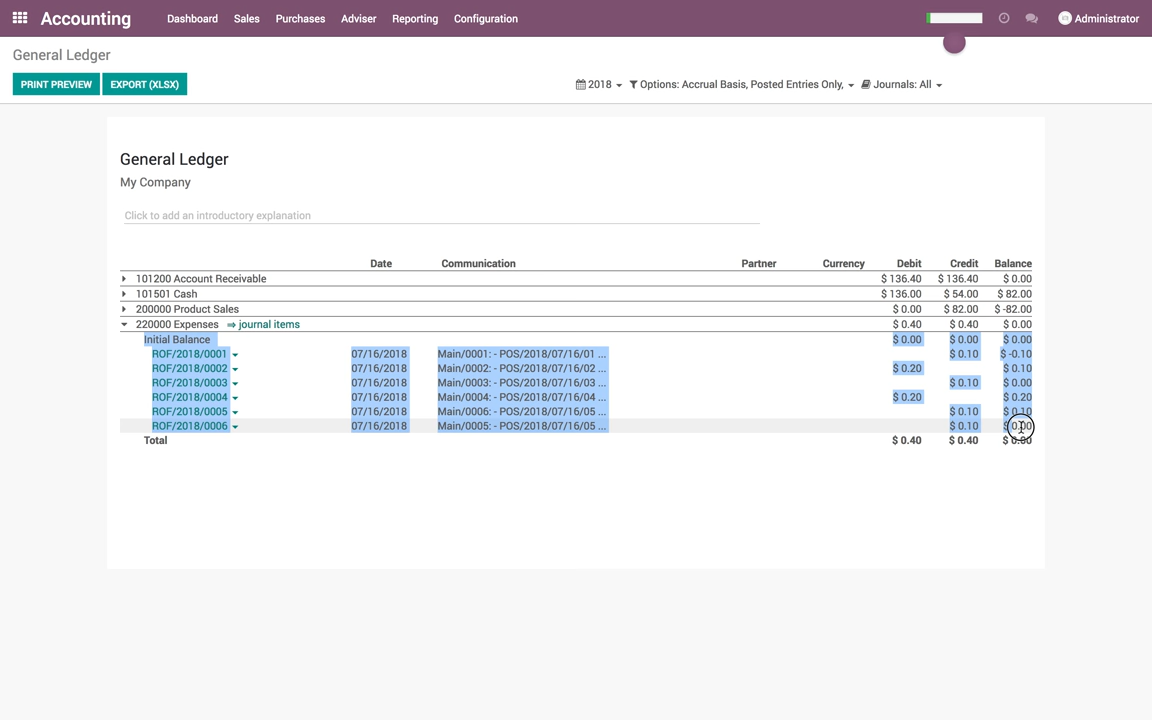 Accounting Dashboard Sales Purchases Adviser Reporting Configuration Administrator
General Ledger
PRINT PREVIEW EXPORT (XLSX) 2018 Options: Accrual Basis, Posted Entries Only, Journals: All
General Ledger
My Company
Click to add an introductory explanation
Date Communication Partner Currency Debit Credit Balance
101200 Account Receivable $ 136.40 $ 136.40 $ 0.00
101501 Cash $ 136.00 $ 54.00 $ 82.00
200000 Product Sales $ 0.00 $ 82.00 $ -82.00
220000 Expenses ⇒ journal items $ 0.40 $ 0.40 $ 0.00
Initial Balance $ 0.00 $ 0.00 $ 0.00
ROF/2018/0001 07/16/2018 Main/0001: - POS/2018/07/16/01 ... $ 0.10 $ -0.10
ROF/2018/0002 07/16/2018 Main/0002: - POS/2018/07/16/02 ... $ 0.20 $ 0.10
ROF/2018/0003 07/16/2018 Main/0003: - POS/2018/07/16/03 ... $ 0.10 $ 0.00
ROF/2018/0004 07/16/2018 Main/0004: - POS/2018/07/16/04 ... $ 0.20 $ 0.20
ROF/2018/0005 07/16/2018 Main/0006: - POS/2018/07/16/05 ... $ 0.10 $ 0.10
ROF/2018/0006 07/16/2018 Main/0005: - POS/2018/07/16/05 ... $ 0.10 $ 0.00
Total $ 0.40 $ 0.40 $ 0.00